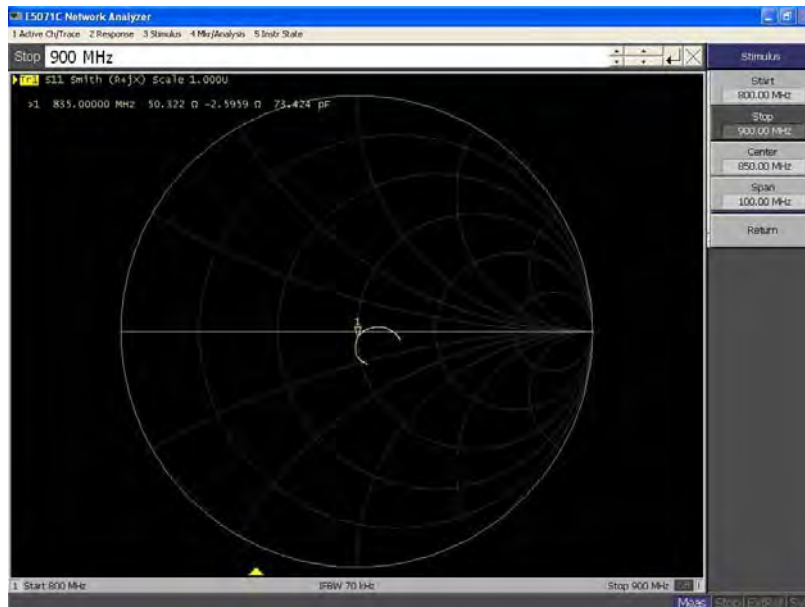 E5071C Network Analyzer
1 Active Ch/Trace 2 Response 3 Stimulus 4 Mkr/Analysis 5 Instr State
Stop 900 MHz
Tr1 S11 Smith (R+jX) Scale 1.000U
>1 835.00000 MHz 50.322 Ω -2.5959 Ω 73.424 pF
1
Stimulus
Start
800.00 MHz
Stop
900.00 MHz
Center
850.00 MHz
Span
100.00 MHz
Return
1 Start 800 MHz IFBW 70 kHz Stop 900 MHz
Meas Stop